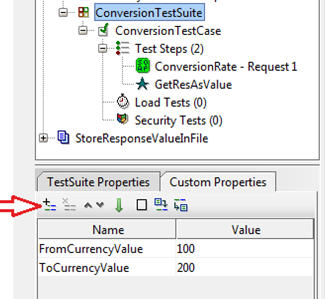 ConversionTestSuite
ConversionTestCase
Test Steps (2)
ConversionRate - Request 1
GetResAsValue
Load Tests (0)
Security Tests (0)
StoreResponseValueInFile
TestSuite Properties Custom Properties
Name Value
FromCurrencyValue 100
ToCurrencyValue 200